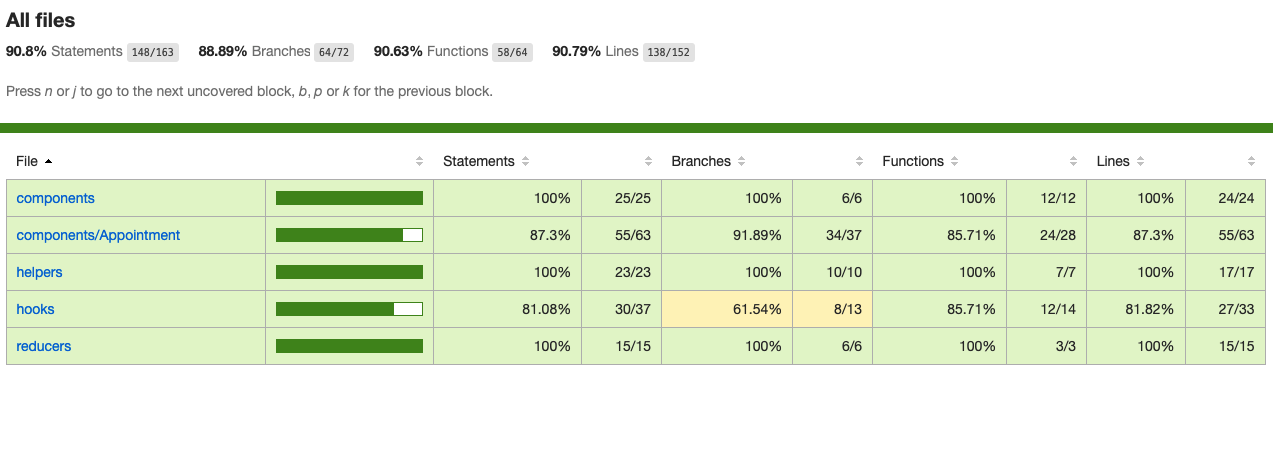 All files
90.8% Statements 148/163 88.89% Branches 64/72 90.63% Functions 58/64 90.79% Lines 138/152
Press n or j to go to the next uncovered block, b, p or k for the previous block.
File Statements Branches Functions Lines
components 100% 25/25 100% 6/6 100% 12/12 100% 24/24
components/Appointment 87.3% 55/63 91.89% 34/37 85.71% 24/28 87.3% 55/63
helpers 100% 23/23 100% 10/10 100% 7/7 100% 17/17
hooks 81.08% 30/37 61.54% 8/13 85.71% 12/14 81.82% 27/33
reducers 100% 15/15 100% 6/6 100% 3/3 100% 15/15